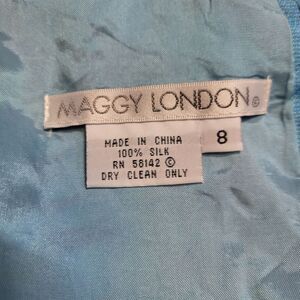 MAGGY LONDON©
MADE IN CHINA
100% SILK
RN 58142 ©
DRY CLEAN ONLY
8